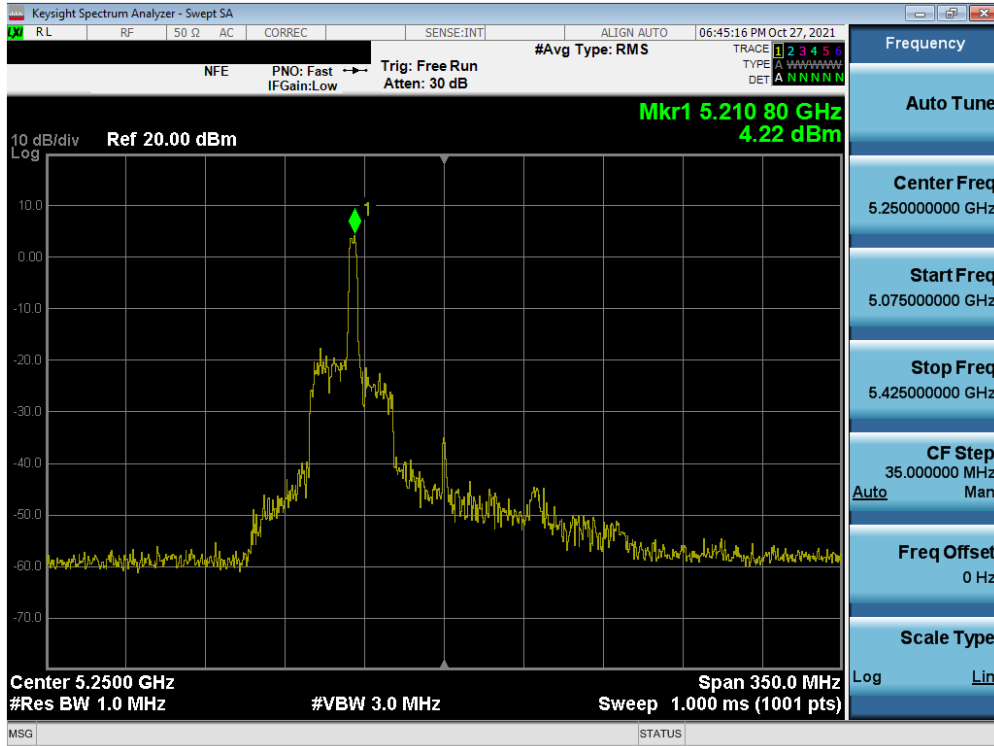 Keysight Spectrum Analyzer - Swept SA
LXI RL RF 50 Ω AC CORREC SENSE:INT ALIGN AUTO 06:45:16 PM Oct 27, 2021
#Avg Type: RMS TRACE 1 2 3 4 5 6
NFE PNO: Fast Trig: Free Run TYPE A WWWWW
IFGain:Low Atten: 30 dB DET A N N N N N
Mkr1 5.210 80 GHz
4.22 dBm
10 dB/div Ref 20.00 dBm
Log
1
10.0
0.00
-10.0
-20.0
-30.0
-40.0
-50.0
-60.0
-70.0
Center 5.2500 GHz Span 350.0 MHz
#Res BW 1.0 MHz #VBW 3.0 MHz Sweep 1.000 ms (1001 pts)
MSG STATUS
Frequency
Auto Tune
Center Freq
5.250000000 GHz
Start Freq
5.075000000 GHz
Stop Freq
5.425000000 GHz
CF Step
35.000000 MHz
Auto Man
Freq Offset
0 Hz
Scale Type
Log Lin